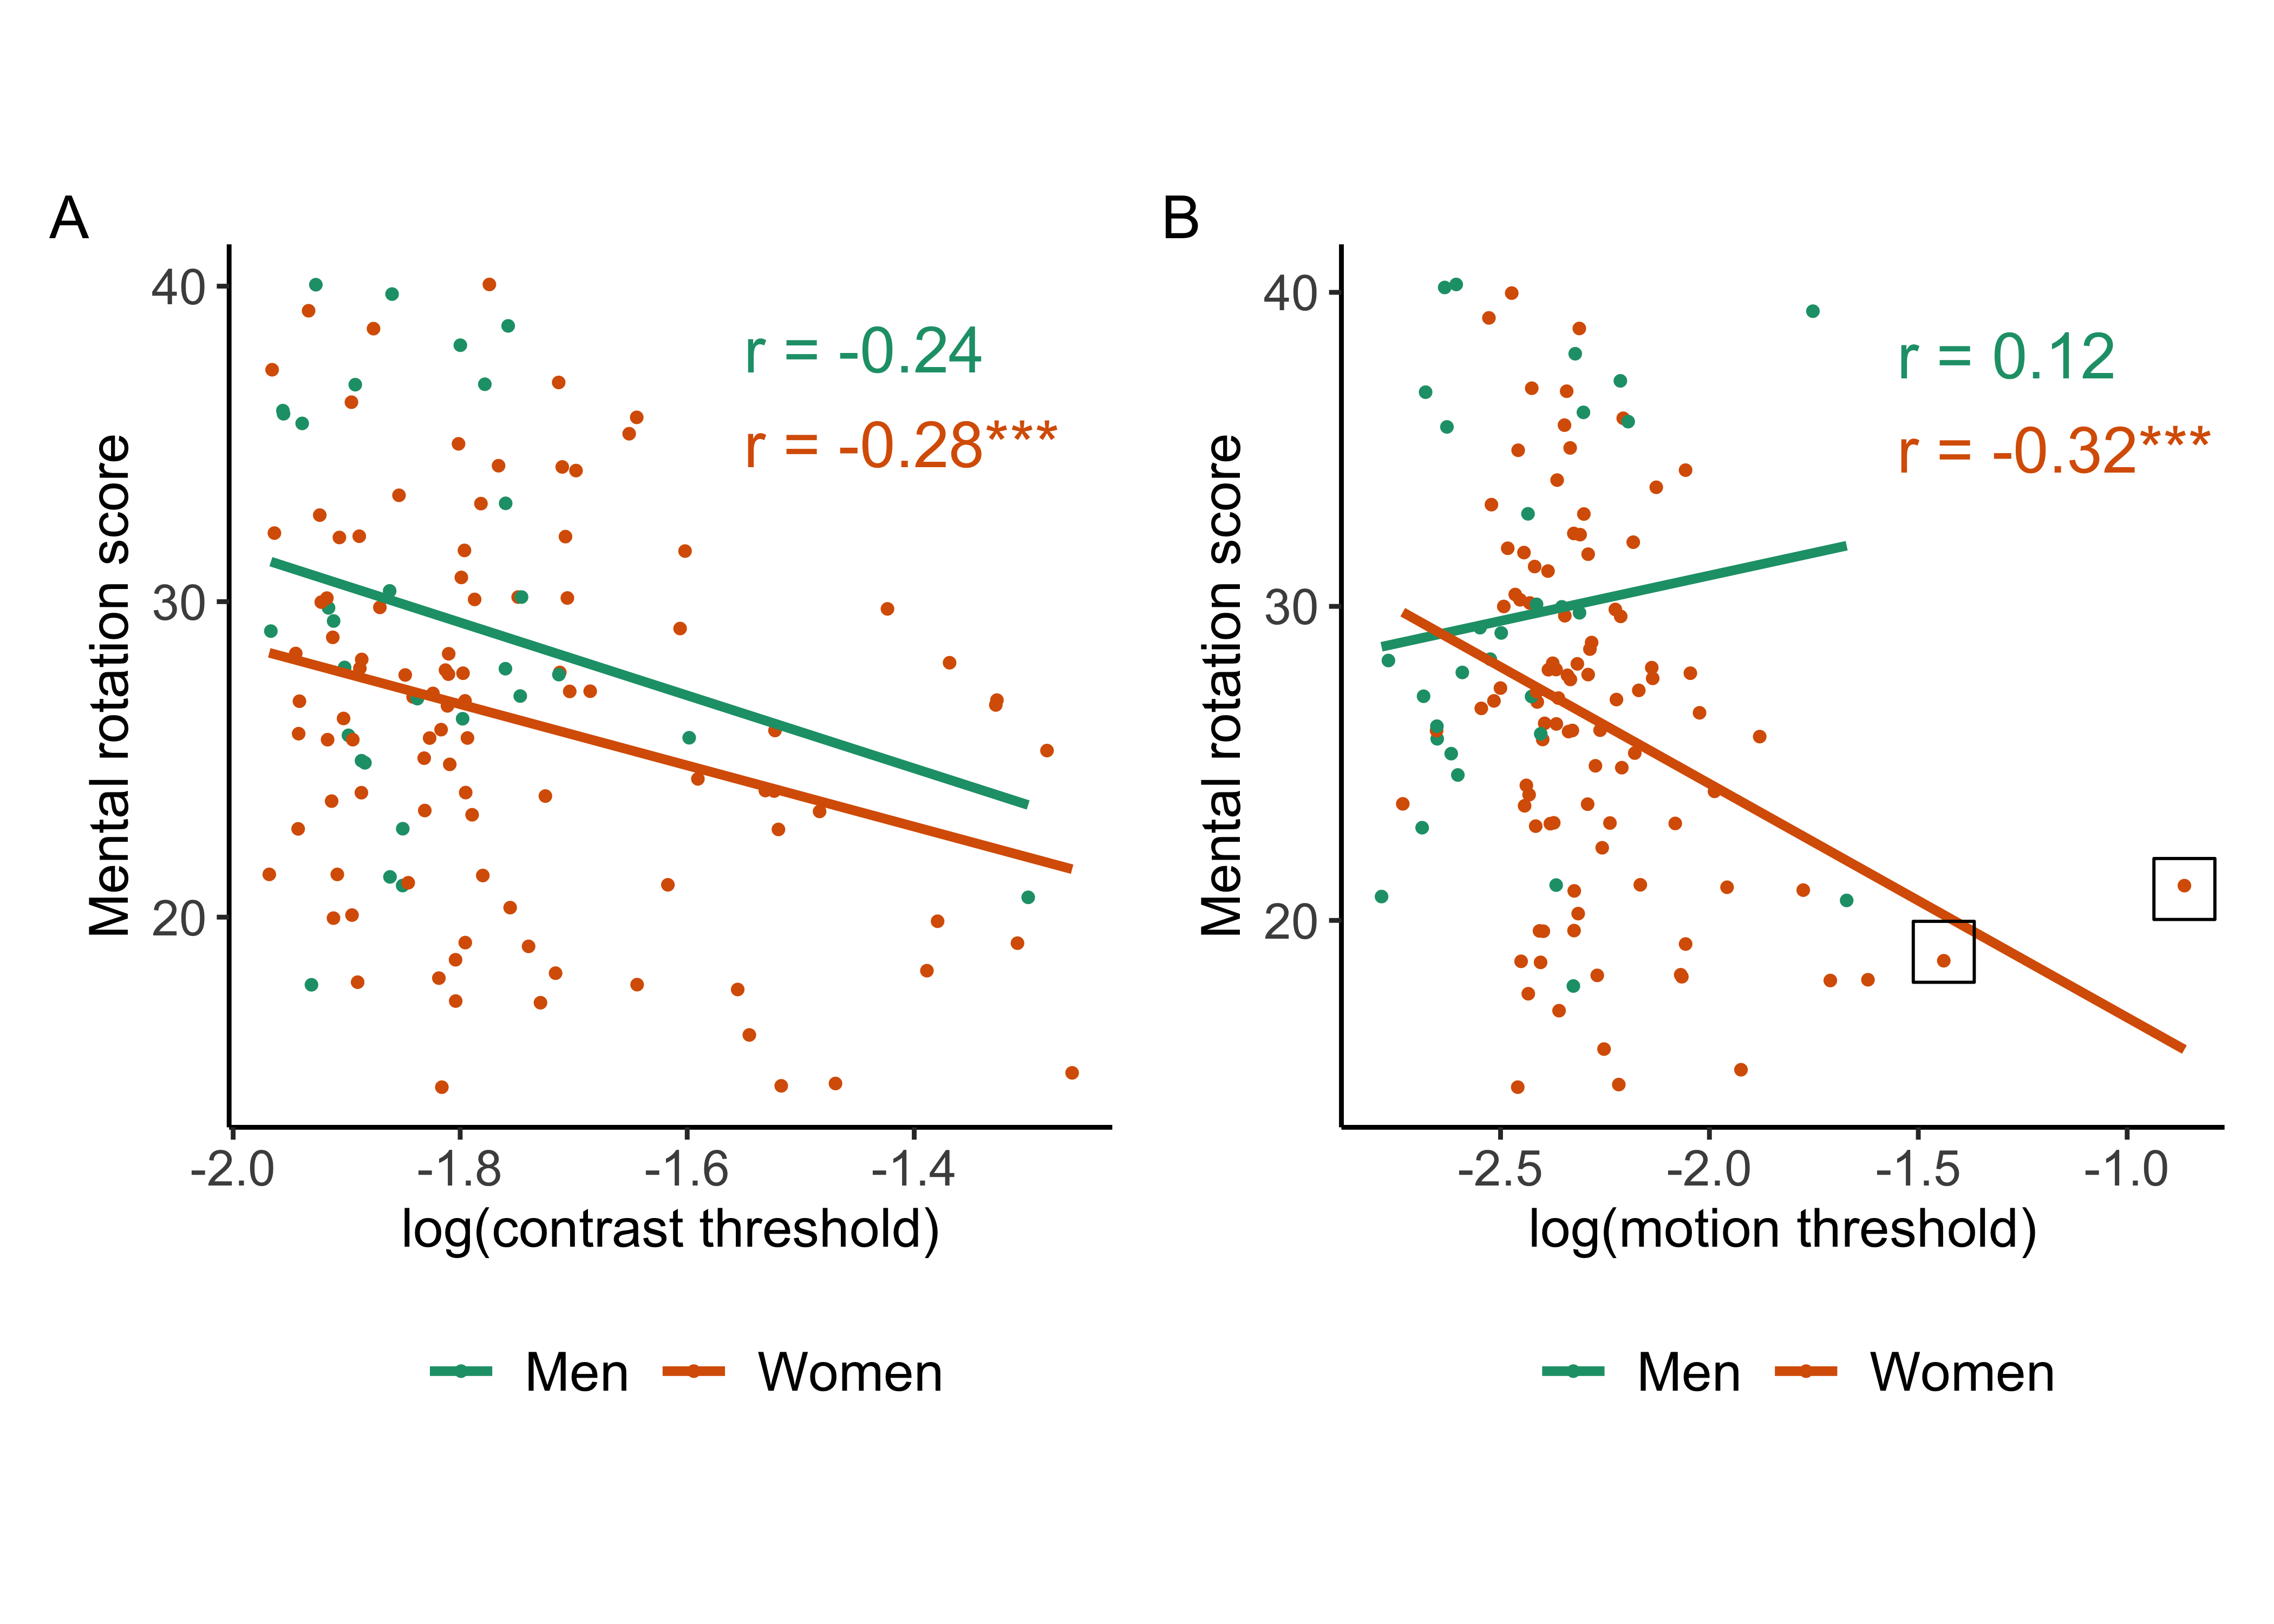 A
B
40
30
20
Mental rotation score
r = -0.24
r = -0.28***
-2.0
-1.8
-1.6
-1.4
log(contrast threshold)
Men
Women
40
30
20
Mental rotation score
r = 0.12
r = -0.32***
-2.5
-2.0
-1.5
-1.0
log(motion threshold)
Men
Women